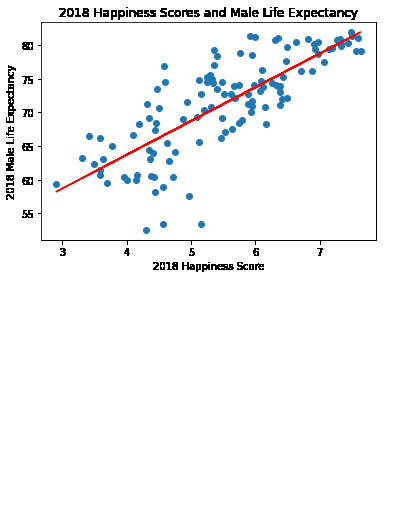 2018 Happiness Scores and Male Life Expectancy
2018 Male Life Expectancy
80
75
70
65
60
55
3 4 5 6 7
2018 Happiness Score